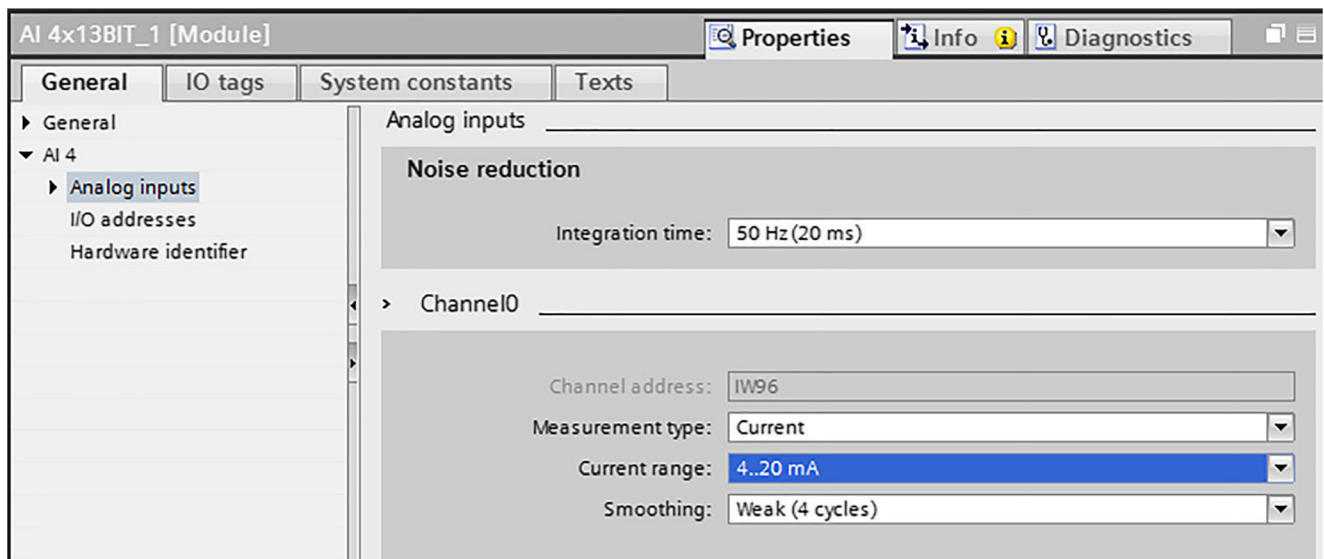 AI 4x13BIT_1 [Module]
Properties
Info
Diagnostics
General
IO tags
System constants
Texts
General
AI 4
Analog inputs
I/O addresses
Hardware identifier
Analog inputs
Noise reduction
Integration time: 50 Hz (20 ms)
Channel0
Channel address: IW96
Measurement type: Current
Current range: 4..20 mA
Smoothing: Weak (4 cycles)